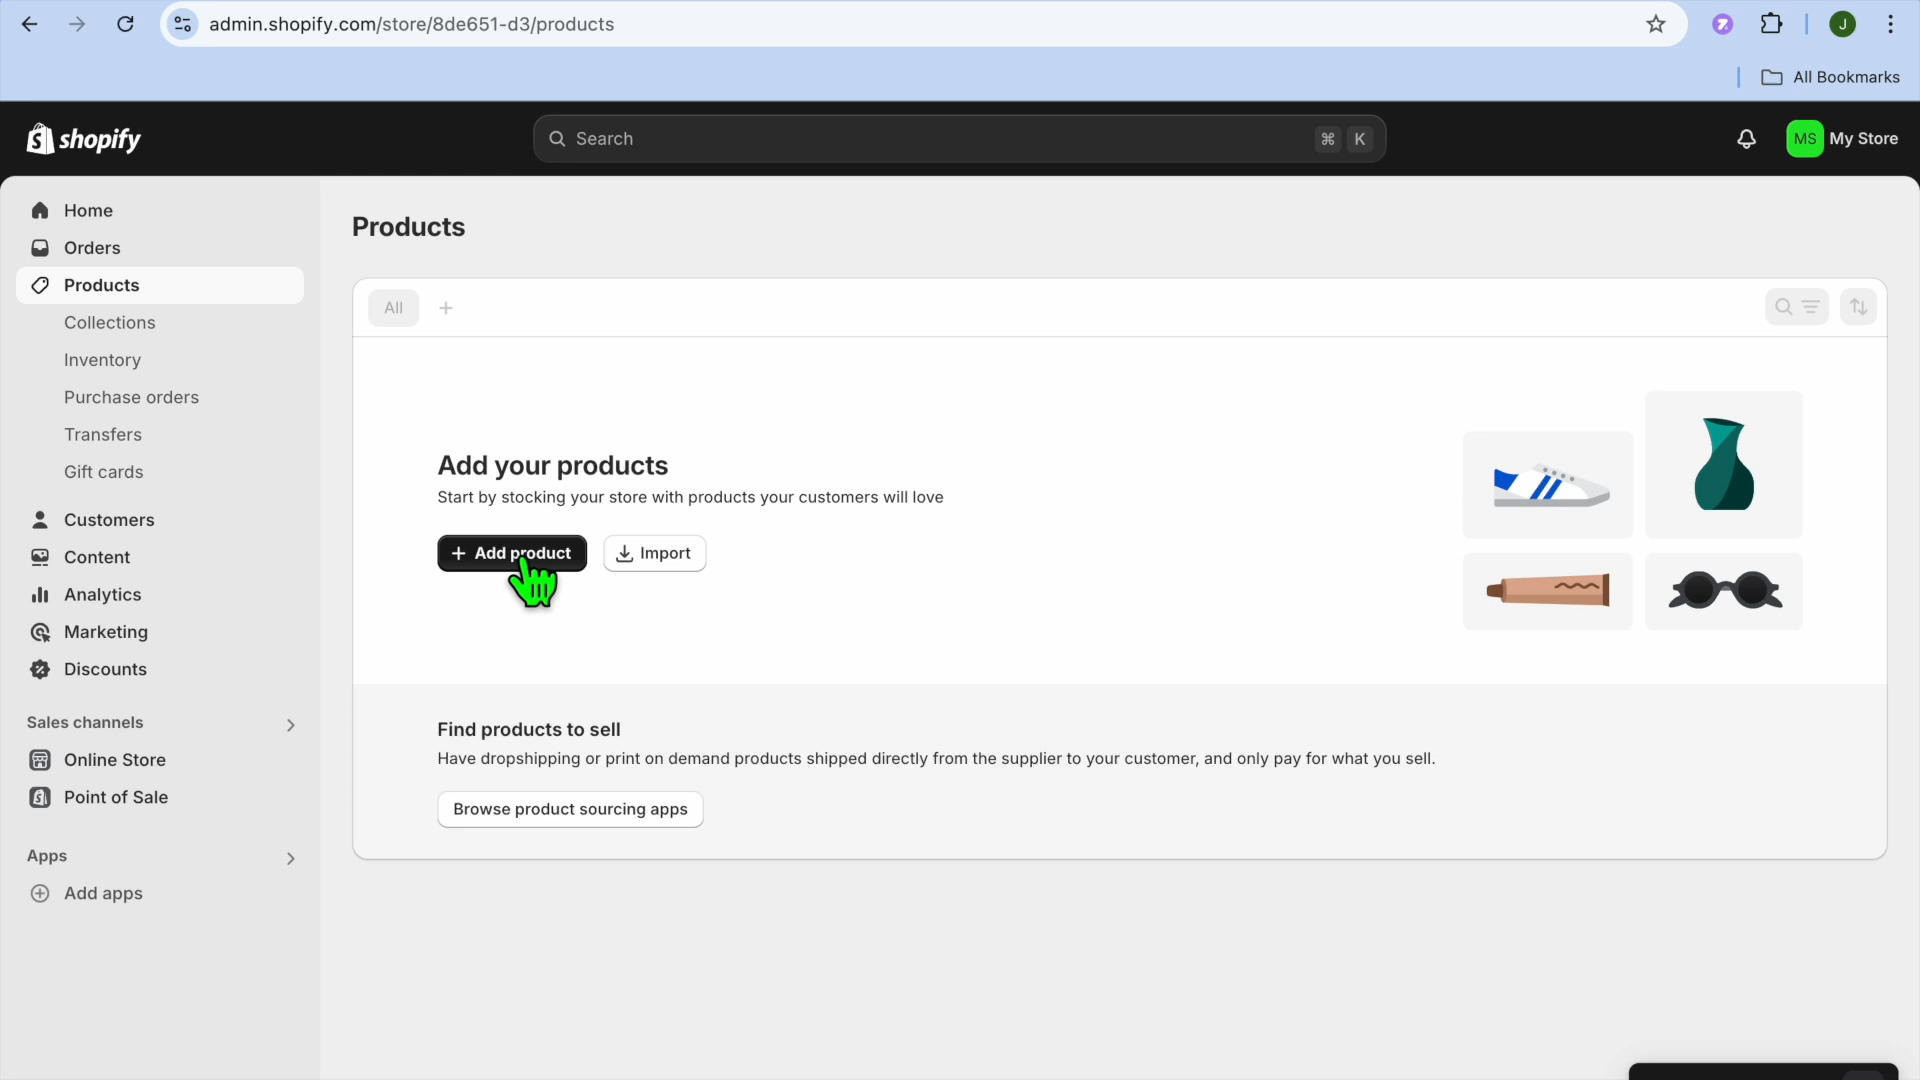 admin.shopify.com/store/8de651-d3/products
J
All Bookmarks
shopify
Search
⌘ K
MS My Store
Home
Orders
Products
Collections
Inventory
Purchase orders
Transfers
Gift cards
Customers
Content
Analytics
Marketing
Discounts
Sales channels
Online Store
Point of Sale
Apps
Add apps
Products
All
Add your products
Start by stocking your store with products your customers will love
Add product
Import
Find products to sell
Have dropshipping or print on demand products shipped directly from the supplier to your customer, and only pay for what you sell.
Browse product sourcing apps